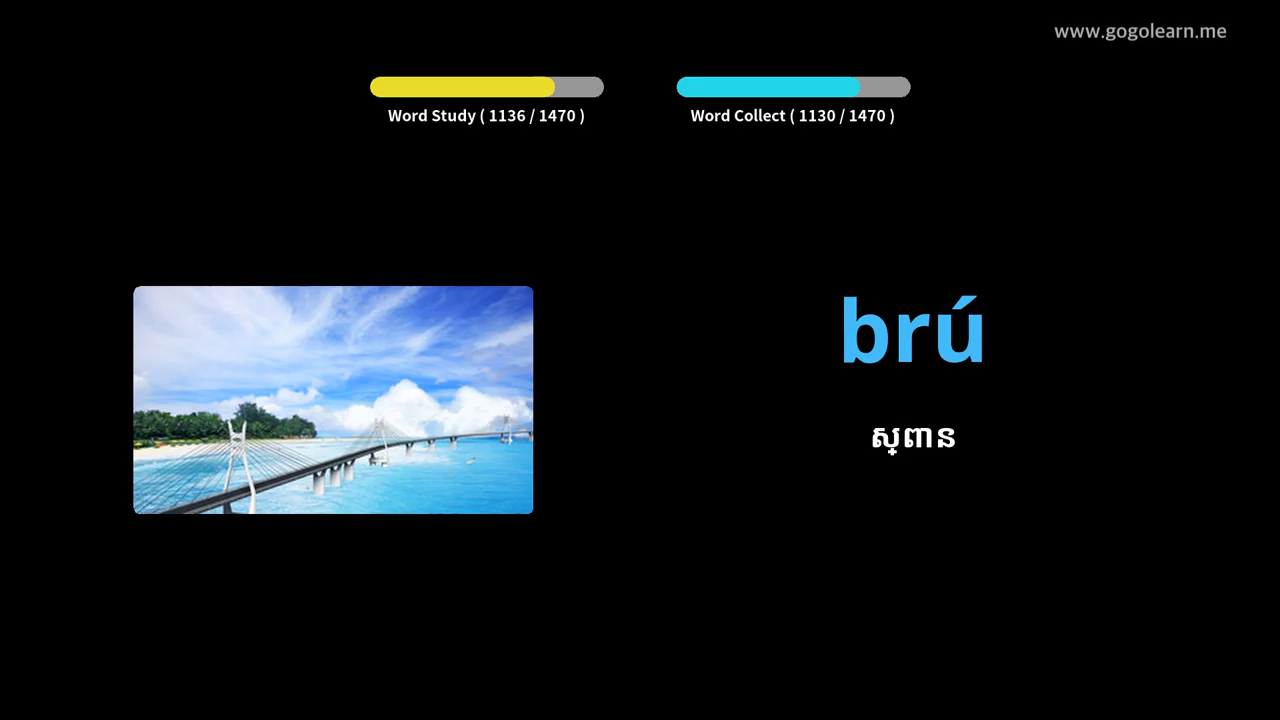 www.gogolearn.me
Word Study ( 1136 / 1470 )
Word Collect ( 1130 / 1470 )
brú
ស្ពាន